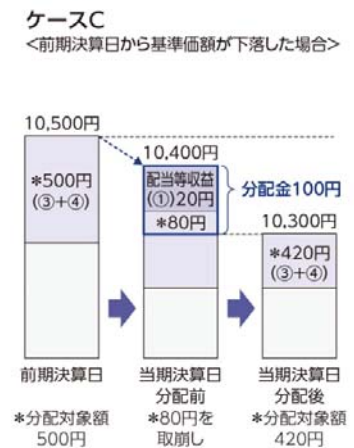 ケースC
<前期決算日から基準価額が下落した場合>
10,500円
*500円
(③+④)
10,400円
配当等収益
(①)20円
*80円
分配金100円
10,300円
*420円
(③+④)
前期決算日
当期決算日
分配前
当期決算日
分配後
*分配対象額
500円
*80円を
取崩し
*分配対象額
420円